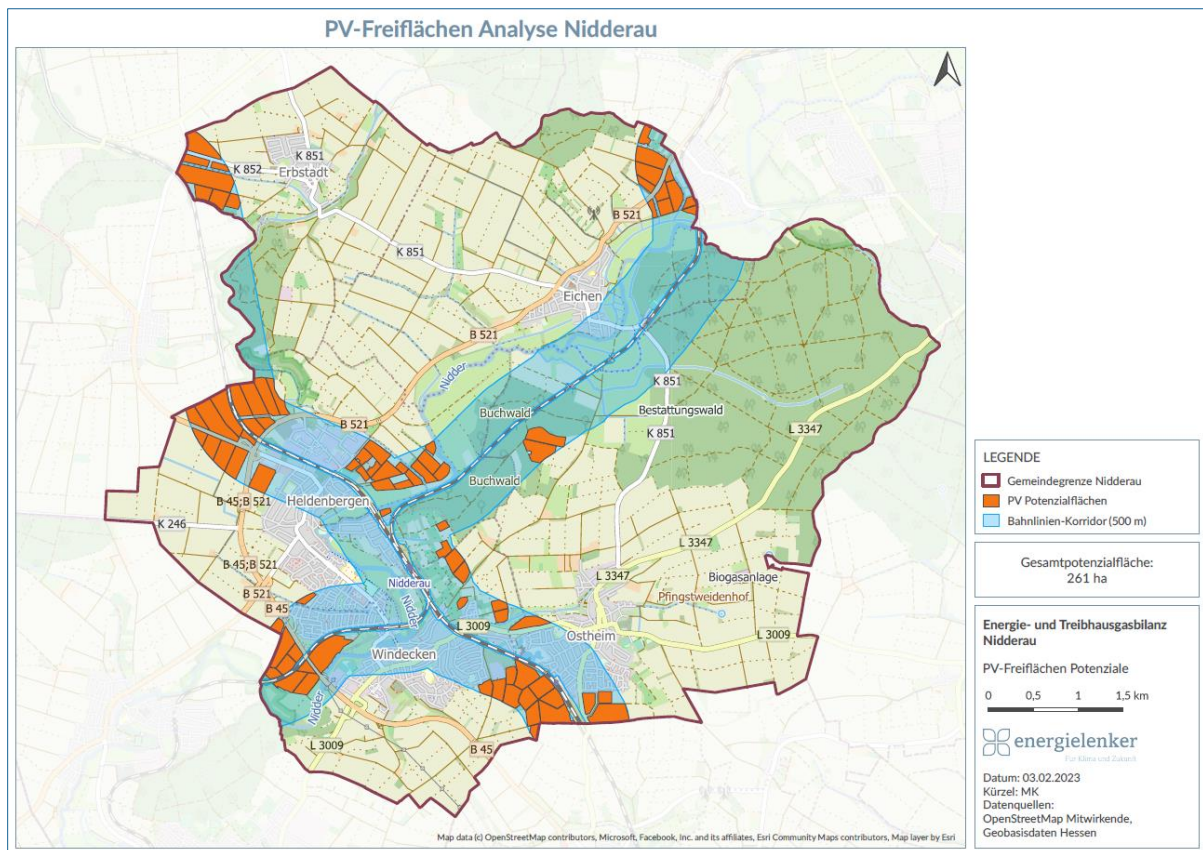 PV-Freiflächen Analyse Nidderau
K 851
K 852
Erbstadt
B 521
K 851
Eichen
B 521
Nidder
K 851
Buchwald
Bestattungswald
L 3347
B 521
K 851
Buchwald
B 45;B 521
Heldenbergen
K 246
L 3347
B 45;B 521
L 3347
Biogasanlage
Nidderau
Pfingstweidenhof
B 521
Nidder
B 45
L 3009
Ostheim
L 3009
Windecken
Nidder
L 3009
B 45
Map data (c) OpenStreetMap contributors, Microsoft, Facebook, Inc. and its affiliates, Esri Community Maps contributors, Map layer by Esri
LEGENDE
Gemeindegrenze Nidderau
PV Potenzialflächen
Bahnlinien-Korridor (500 m)
Gesamtpotenzialfläche:
261 ha
Energie- und Treibhausgasbilanz
Nidderau
PV-Freiflächen Potenziale
0 0,5 1 1,5 km
energielenker
Für Klima und Zukunft
Datum: 03.02.2023
Kürzel: MK
Datenquellen:
OpenStreetMap Mitwirkende,
Geobasisdaten Hessen